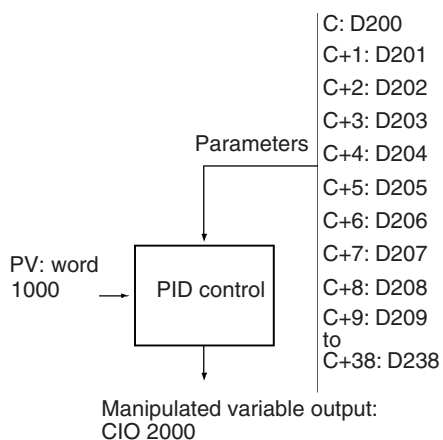 C: D200
C+1: D201
C+2: D202
C+3: D203
Parameters
C+4: D204
C+5: D205
C+6: D206
C+7: D207
PV: word
1000
PID control
C+8: D208
C+9: D209
to
C+38: D238
Manipulated variable output:
CIO 2000